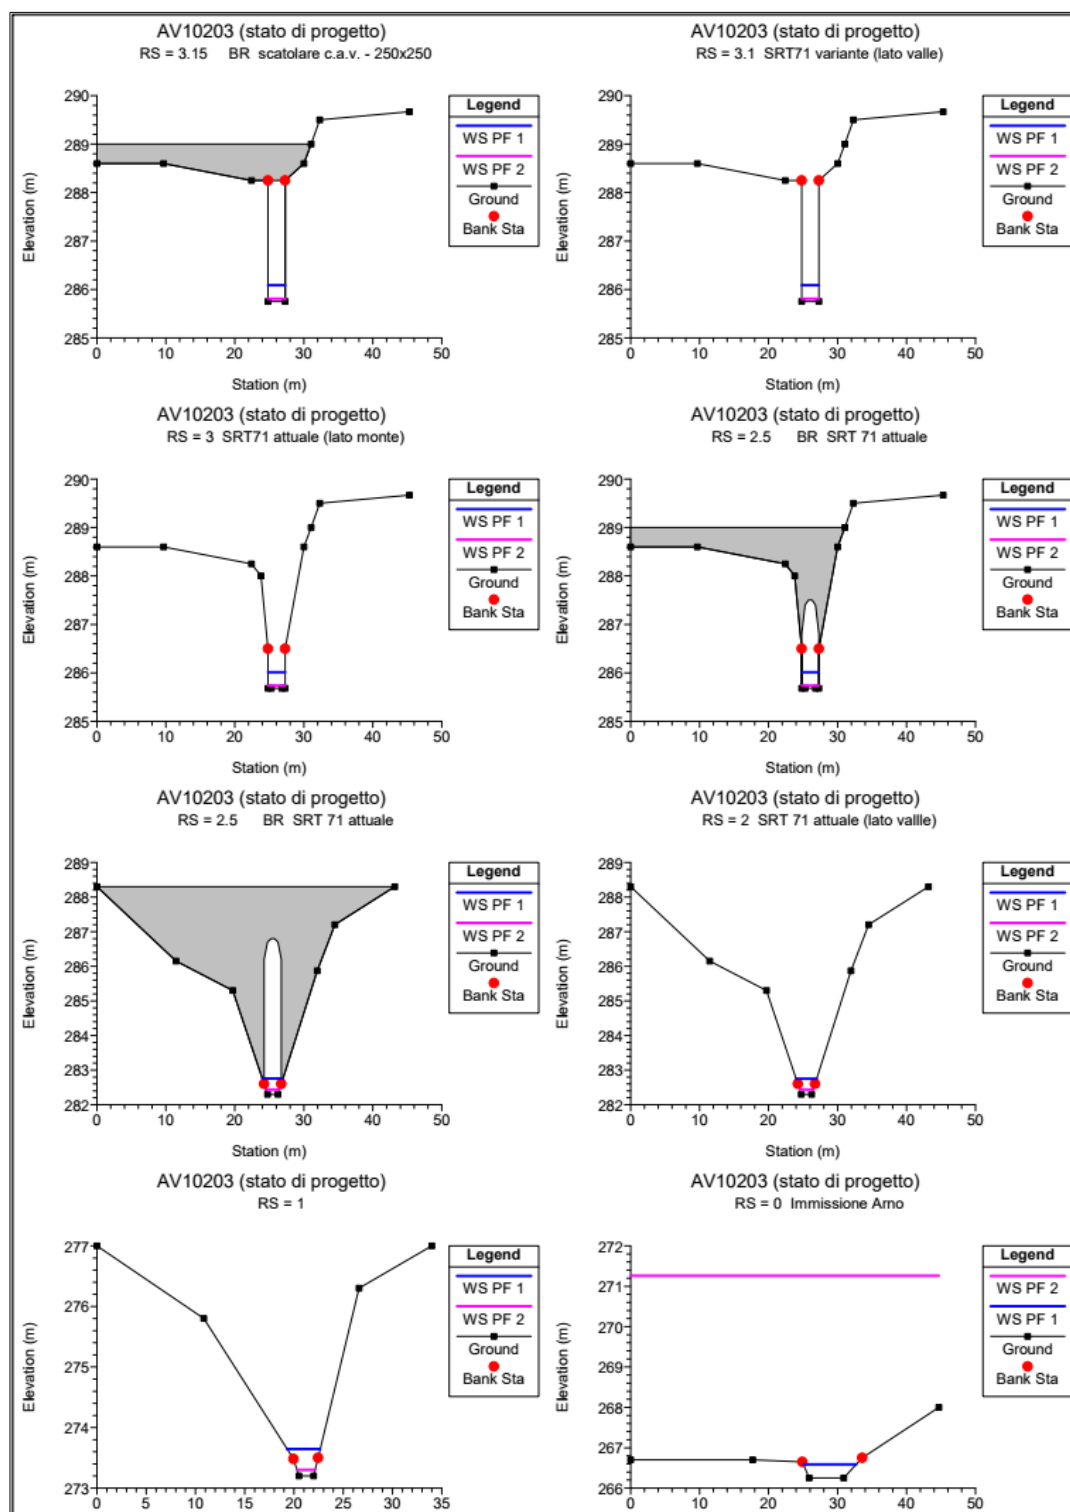 AV10203 (stato di progetto)
RS = 3.15 BR scatolare c.a.v. - 250x250
290
289
288
287
286
285
0 10 20 30 40 50
Elevation (m)
Station (m)
Legend
WS PF 1
WS PF 2
Ground
Bank Sta
AV10203 (stato di progetto)
RS = 3.1 SRT71 variante (lato valle)
290
289
288
287
286
285
0 10 20 30 40 50
Elevation (m)
Station (m)
Legend
WS PF 1
WS PF 2
Ground
Bank Sta
AV10203 (stato di progetto)
RS = 3 SRT71 attuale (lato monte)
290
289
288
287
286
285
0 10 20 30 40 50
Elevation (m)
Station (m)
Legend
WS PF 1
WS PF 2
Ground
Bank Sta
AV10203 (stato di progetto)
RS = 2.5 BR SRT 71 attuale
290
289
288
287
286
285
0 10 20 30 40 50
Elevation (m)
Station (m)
Legend
WS PF 1
WS PF 2
Ground
Bank Sta
AV10203 (stato di progetto)
RS = 2.5 BR SRT 71 attuale
289
288
287
286
285
284
283
282
0 10 20 30 40 50
Elevation (m)
Station (m)
Legend
WS PF 1
WS PF 2
Ground
Bank Sta
AV10203 (stato di progetto)
RS = 2 SRT 71 attuale (lato vallle)
289
288
287
286
285
284
283
282
0 10 20 30 40 50
Elevation (m)
Station (m)
Legend
WS PF 1
WS PF 2
Ground
Bank Sta
AV10203 (stato di progetto)
RS = 1
277
276
275
274
273
0 5 10 15 20 25 30 35
Elevation (m)
Legend
WS PF 1
WS PF 2
Ground
Bank Sta
AV10203 (stato di progetto)
RS = 0 Immissione Arno
272
271
270
269
268
267
266
0 10 20 30 40 50
Elevation (m)
Legend
WS PF 2
WS PF 1
Ground
Bank Sta